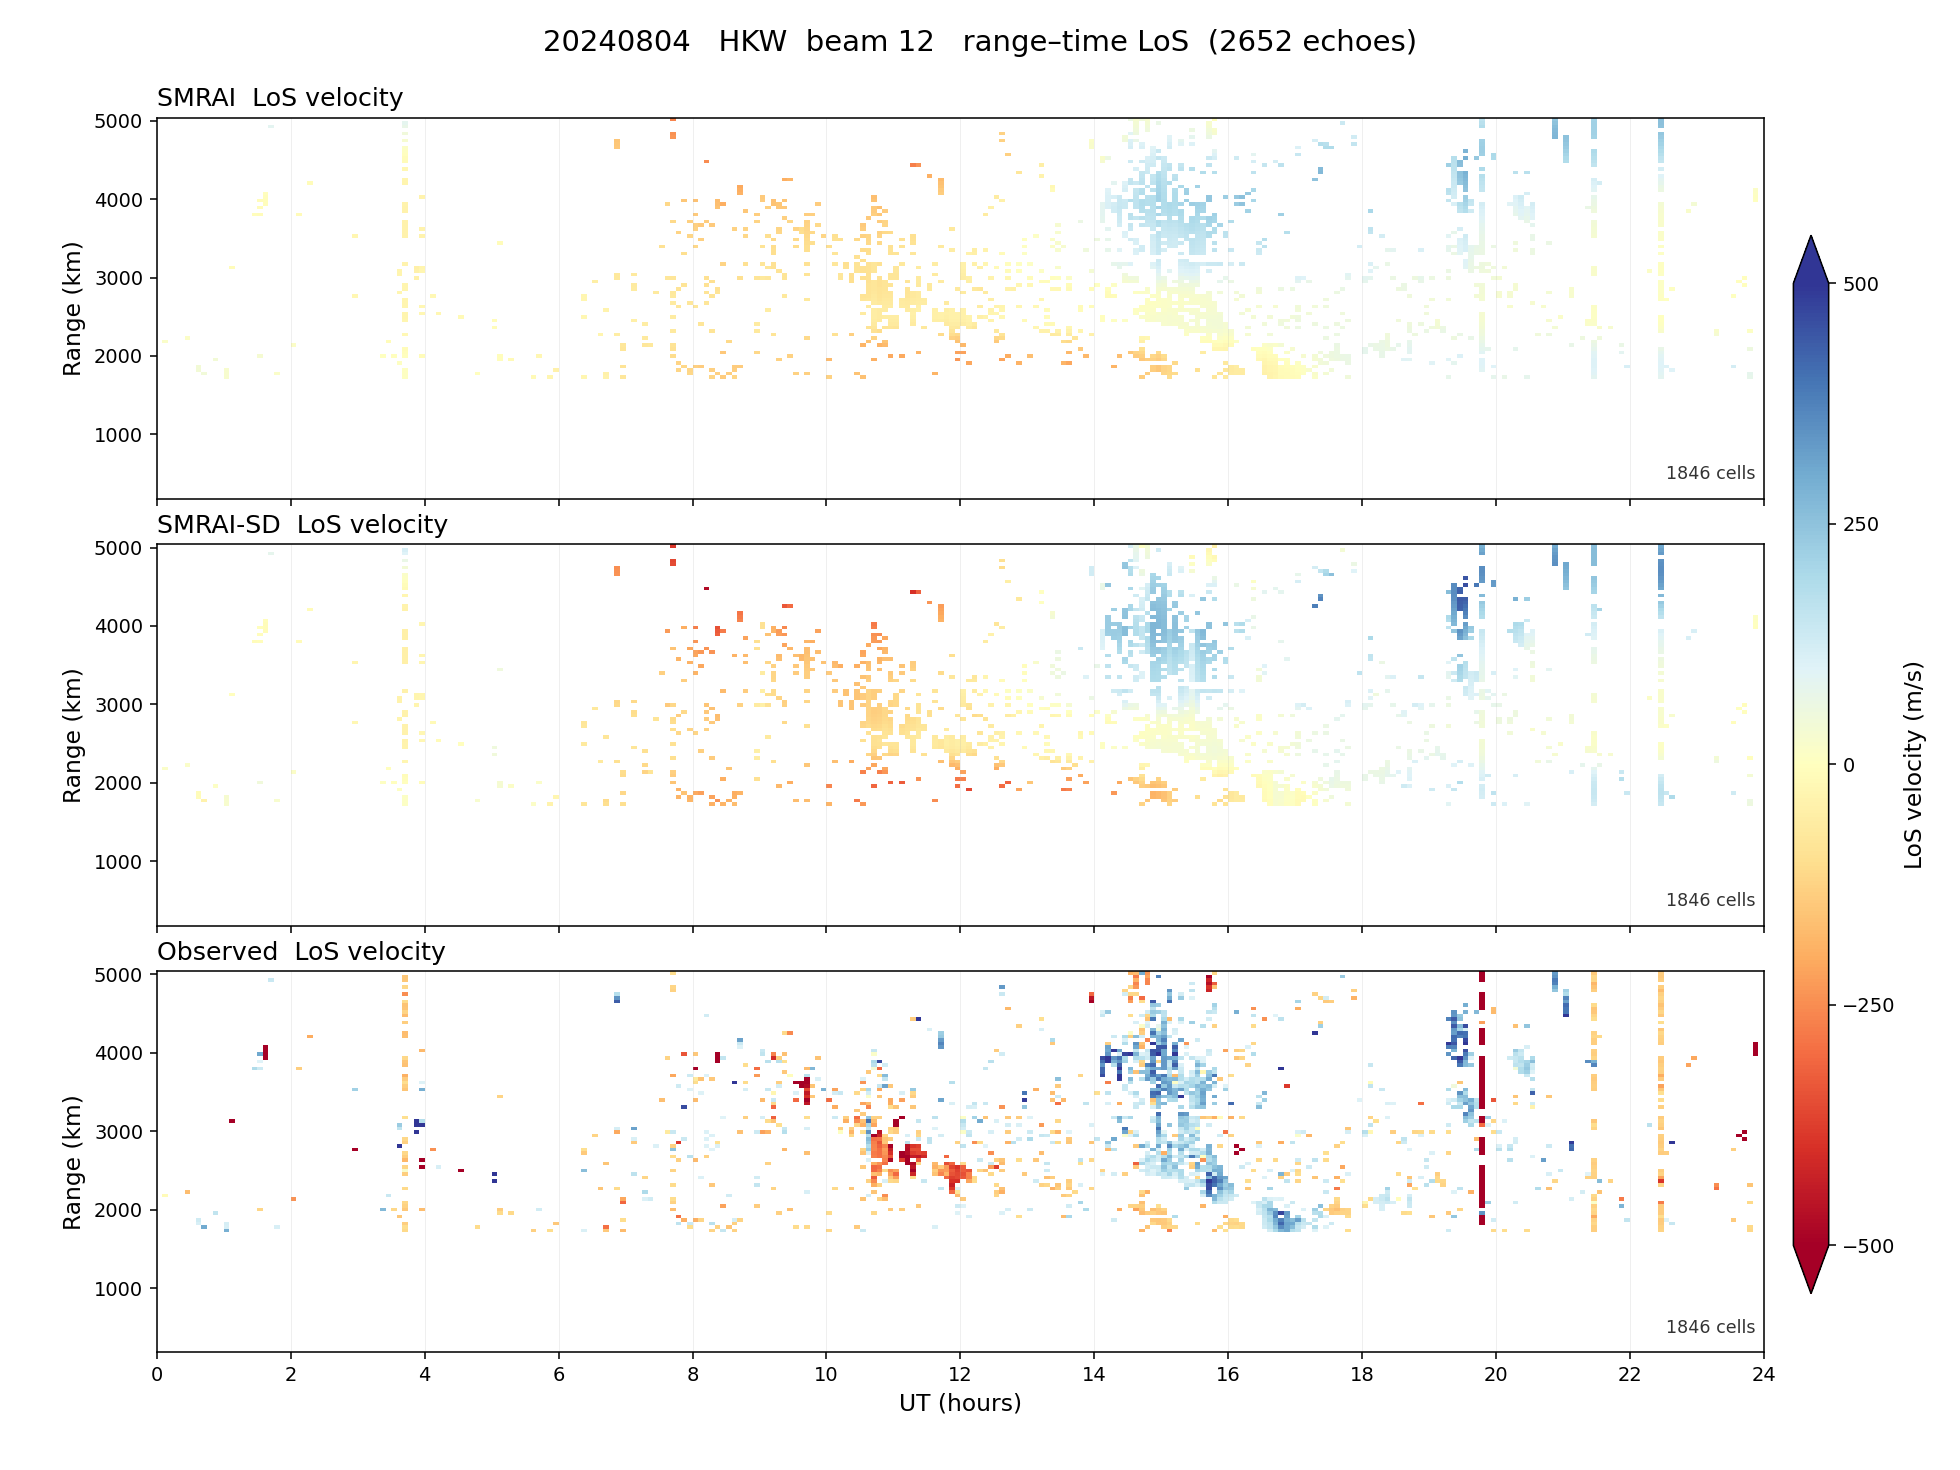 20240804   HKW  beam 12   range–time LoS  (2652 echoes)
SMRAI  LoS velocity
5000
4000
3000
2000
1000
Range (km)
1846 cells
SMRAI-SD  LoS velocity
5000
4000
3000
2000
1000
Range (km)
1846 cells
Observed  LoS velocity
5000
4000
3000
2000
1000
Range (km)
1846 cells
0 2 4 6 8 10 12 14 16 18 20 22 24
UT (hours)
500
250
0
−250
−500
LoS velocity (m/s)